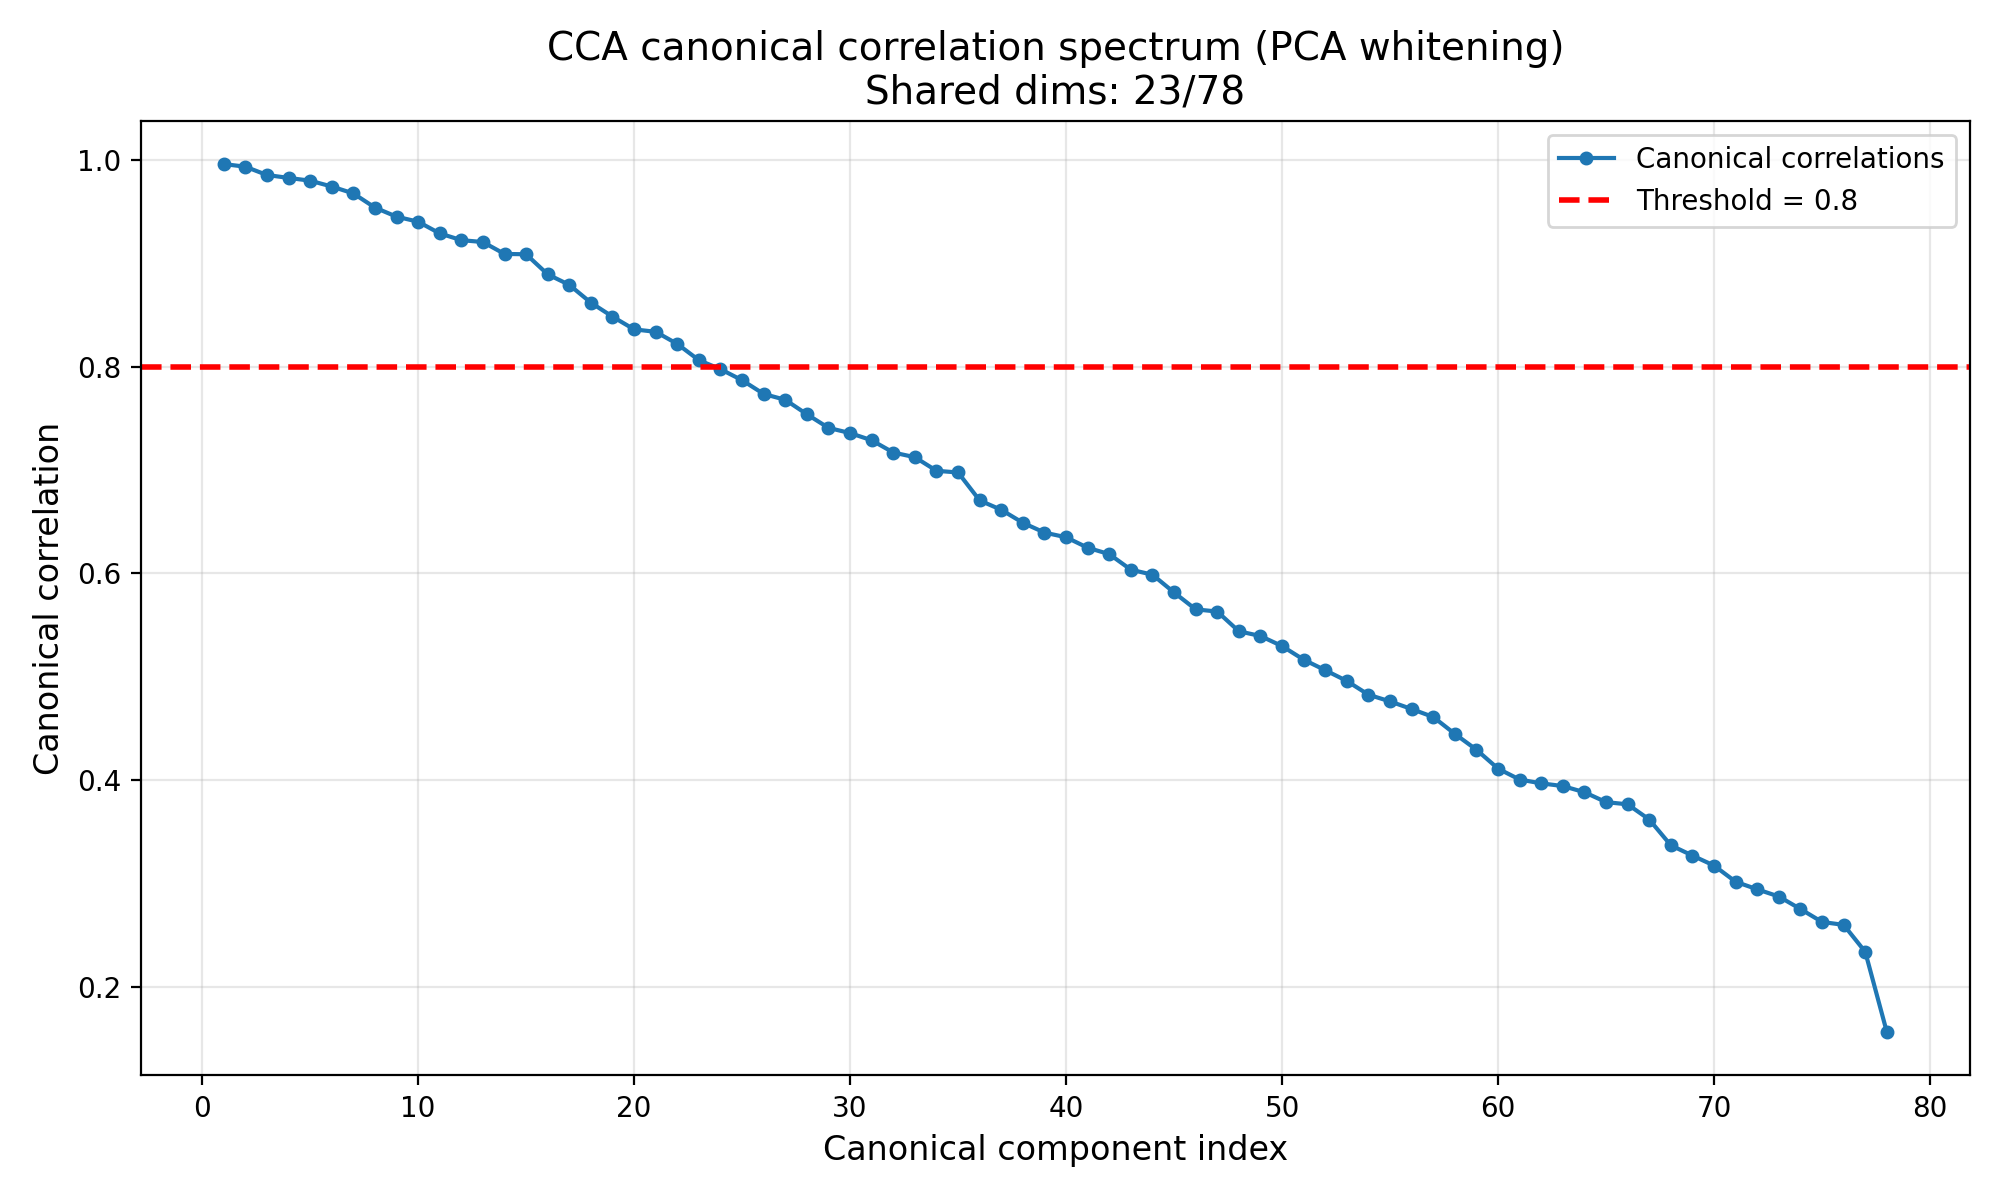 CCA canonical correlation spectrum (PCA whitening)
Shared dims: 23/78
Canonical correlations
Threshold = 0.8
1.0
0.8
0.6
0.4
0.2
Canonical correlation
0 10 20 30 40 50 60 70 80
Canonical component index